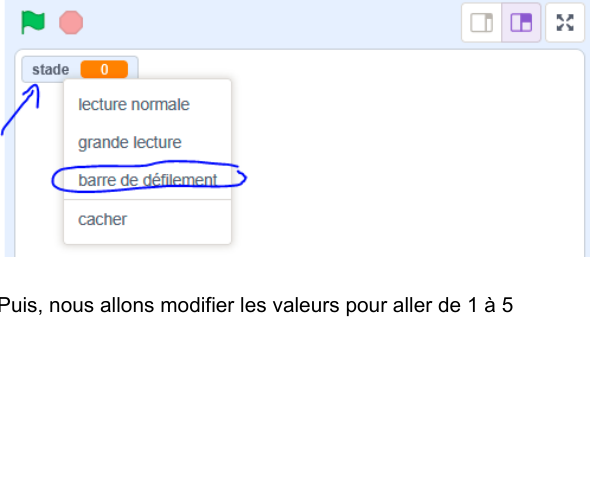 stade 0
lecture normale
grande lecture
barre de défilement
cacher
Puis, nous allons modifier les valeurs pour aller de 1 à 5